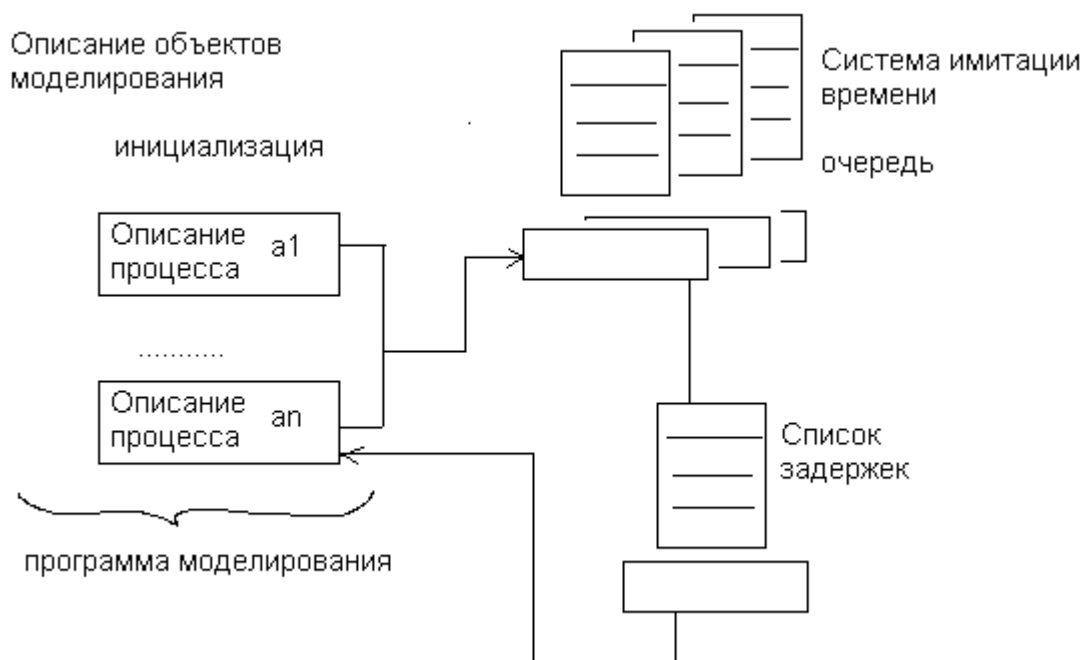 Описание объектов
моделирования
инициализация
Описание
процесса a1
...........
Описание
процесса an
программа моделирования
Система имитации
времени
очередь
Список
задержек